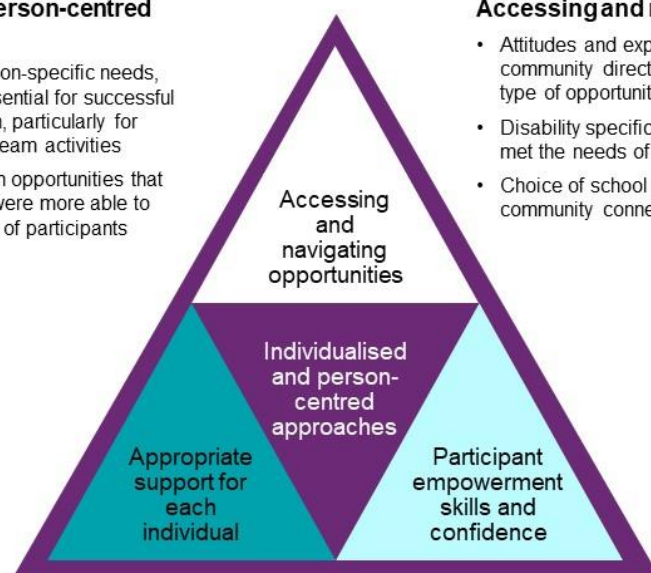 person-centred
on-specific needs,
sential for successful
, particularly for
eam activities
n opportunities that
were more able to
of participants
Accessing and
• Attitudes and exp
community direct
type of opportunit
• Disability specific
met the needs of
• Choice of school
community conne
Accessing
and
navigating
opportunities
Individualised
and person-
centred
approaches
Appropriate
support for
each
individual
Participant
empowerment
skills and
confidence